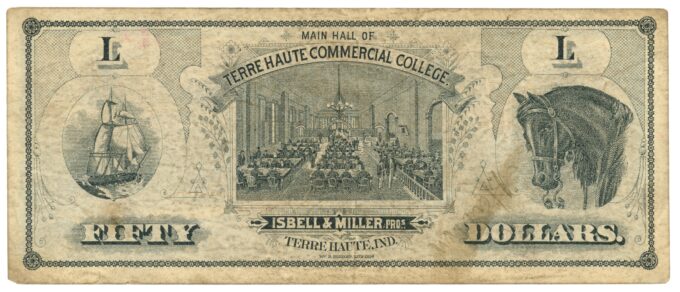 MAIN HALL OF
L
L
TERRE HAUTE COMMERCIAL COLLEGE.
ISBELL & MILLER PROS.
FIFTY
DOLLARS.
TERRE HAUTE, IND.